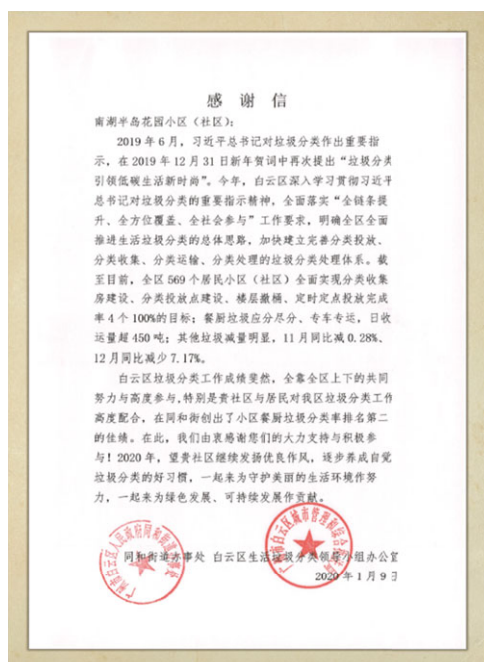 感 谢 信
南湖半岛花园小区（社区）：
2019年6月，习近平总书记对垃圾分类作出重要指
示，在2019年12月31日新年贺词中再次提出“垃圾分类
引领低碳生活新时尚”。今年，白云区深入学习贯彻习近平
总书记对垃圾分类的重要指示精神，全面落实“全链条提
升、全方位覆盖、全社会参与”工作要求，明确全区全面
推进生活垃圾分类的总体思路，加快建立完善分类投放、
分类收集、分类运输、分类处理的垃圾分类处理体系。截
至目前，全区569个居民小区（社区）全面实现分类收集
房建设、分类投放点建设、楼层撤桶、定时定点投放完成
率4个100%的目标；餐厨垃圾应分尽分、专车专运，日收
运量超450吨；其他垃圾减量明显，11月同比减0.28%、
12月同比减少7.17%。
白云区垃圾分类工作成绩斐然，全靠全区上下的共同
努力与高度参与，特别是贵社区与居民对我区垃圾分类工作
高度配合，在同和街创出了小区餐厨垃圾分类率排名第二
的佳绩。在此，我们由衷感谢您们的大力支持与积极参
与！2020年，望贵社区继续发扬优良作风，逐步养成自觉
垃圾分类的好习惯，一起来为守护美丽的生活环境作努
力，一起来为绿色发展、可持续发展作贡献。
同和街道办事处 白云区生活垃圾分类领导小组办公室
2020年1月9日